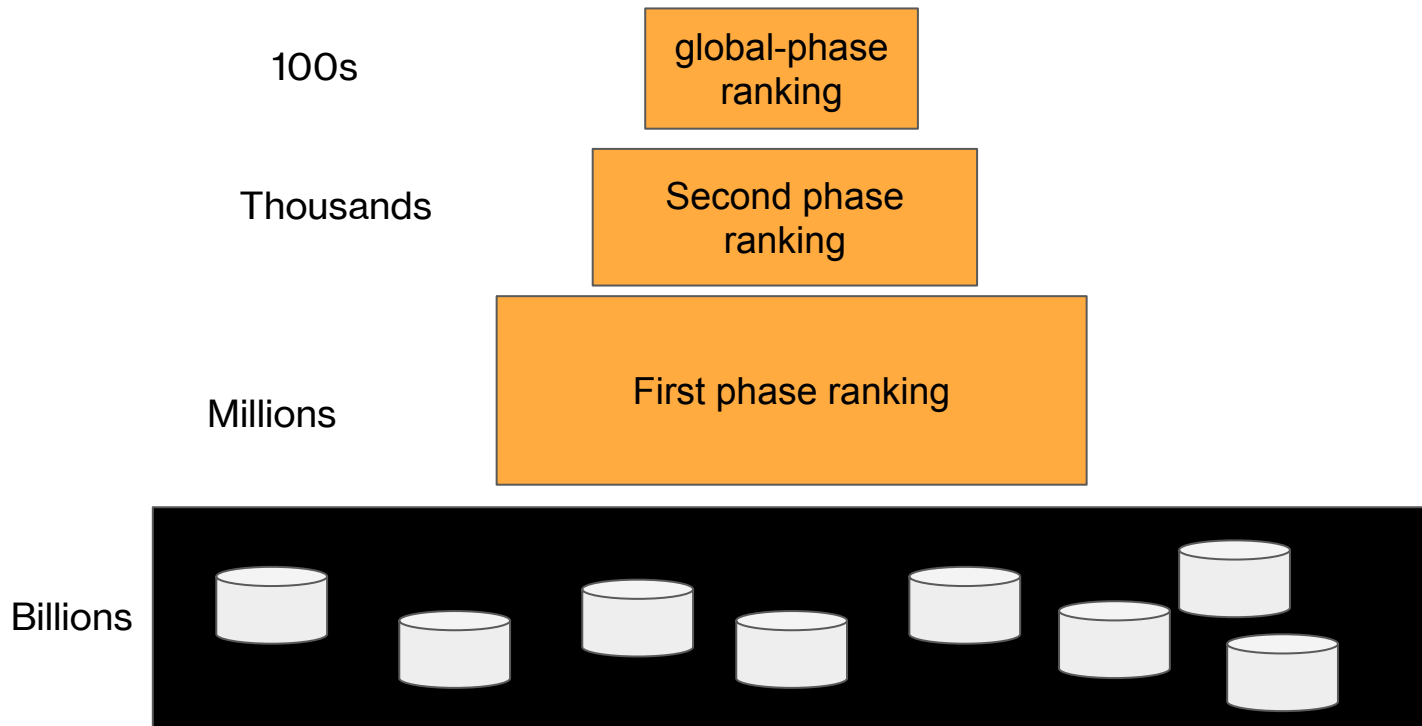 100s
global-phase
ranking
Thousands
Second phase
ranking
First phase ranking
Millions
Billions